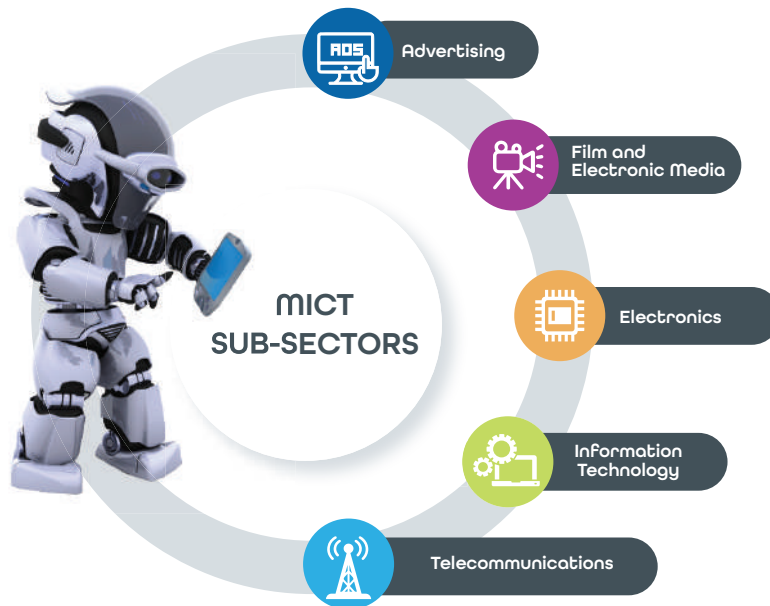 ADS
Advertising
Film and
Electronic Media
MICT
SUB-SECTORS
Electronics
Information
Technology
Telecommunications